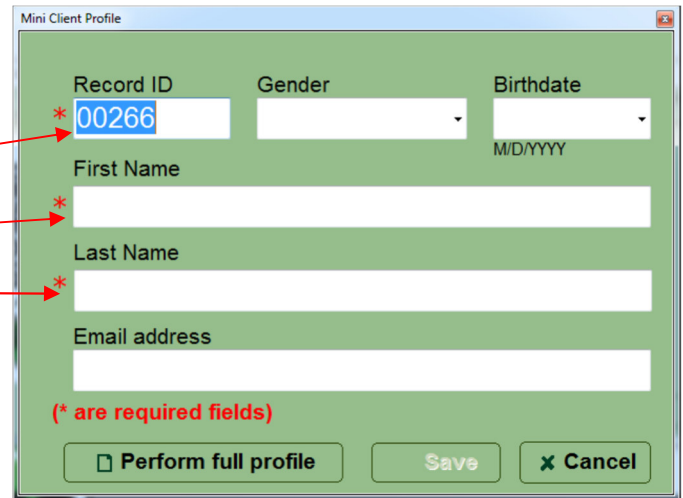 Mini Client Profile
Record ID Gender Birthdate
* 00266
M/D/YYYY
First Name
*
Last Name
*
Email address
(* are required fields)
Perform full profile Save Cancel